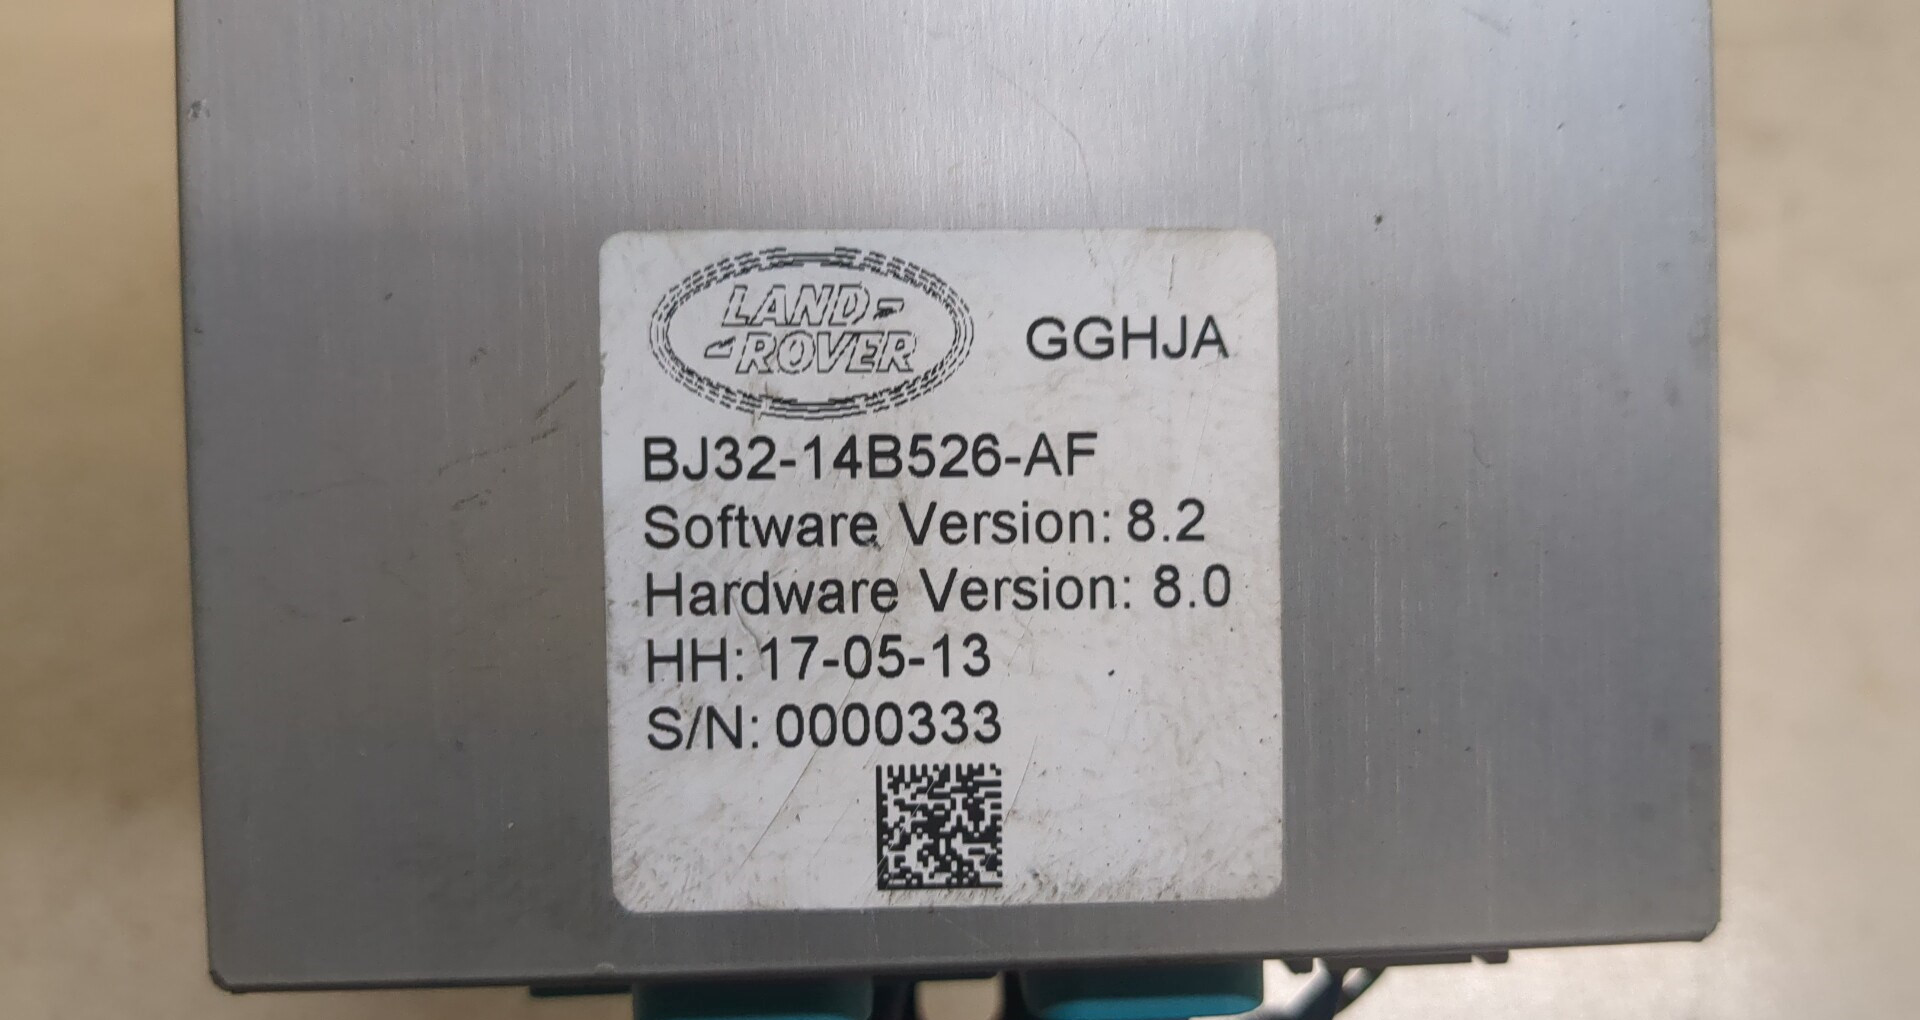 LAND-
-ROVER
GGHJA
BJ32-14B526-AF
Software Version: 8.2
Hardware Version: 8.0
HH: 17-05-13
S/N: 0000333